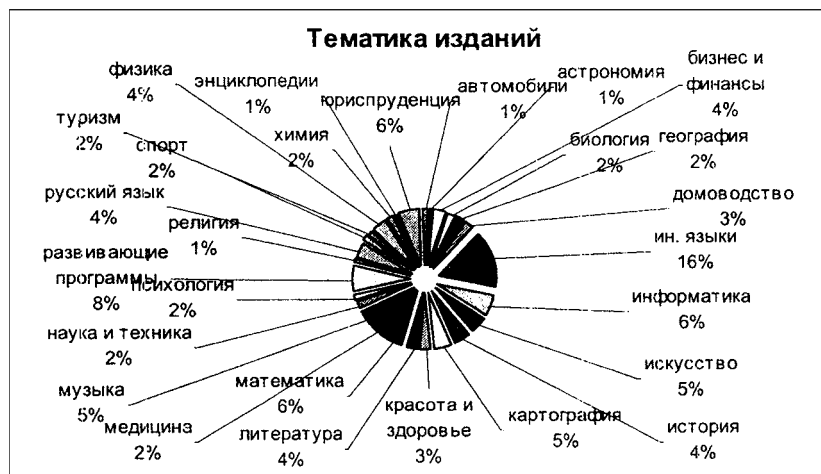 Тематика изданий
физика
4%
энциклопедии
1%
юриспруденция
6%
автомобили
1%
астрономия
1%
бизнес и
финансы
4%
туризм
2%
спорт
2%
химия
2%
биология
2%
география
2%
русский язык
4%
религия
1%
домоводство
3%
развивающие
программы
8%
психология
2%
ин. языки
16%
информатика
6%
наука и техника
2%
искусство
5%
музыка
5%
математика
6%
красота и
здоровье
3%
картография
5%
история
4%
медицина
2%
литература
4%